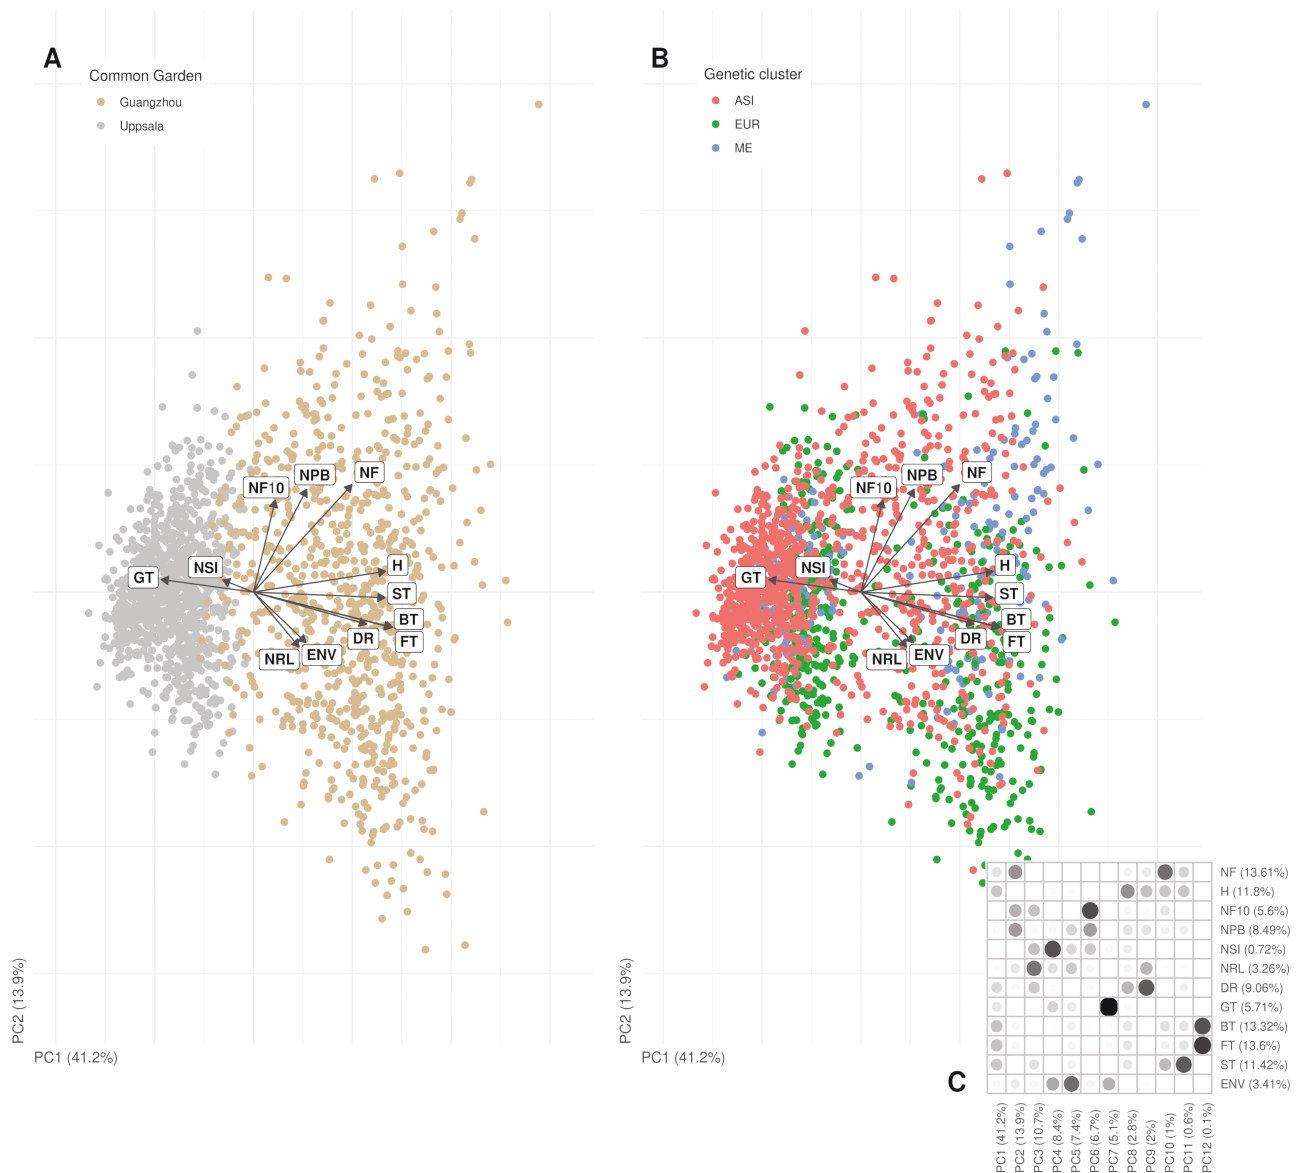 A
Common Garden
Guangzhou
Uppsala
NF10
NPB
NF
NSI
GT
H
ST
BT
DR
FT
NRL
ENV
PC2 (13.9%)
PC1 (41.2%)
B
Genetic cluster
ASI
EUR
ME
NF10
NPB
NF
NSI
GT
H
ST
BT
DR
FT
NRL
ENV
PC2 (13.9%)
PC1 (41.2%)
C
NF (13.61%)
H (11.8%)
NF10 (5.6%)
NPB (8.49%)
NSI (0.72%)
NRL (3.26%)
DR (9.06%)
GT (5.71%)
BT (13.32%)
FT (13.6%)
ST (11.42%)
ENV (3.41%)
PC1 (41.2%)
PC2 (13.9%)
PC3 (10.7%)
PC4 (8.4%)
PC5 (7.4%)
PC6 (6.7%)
PC7 (5.1%)
PC8 (2.8%)
PC9 (2%)
PC10 (1%)
PC11 (0.6%)
PC12 (0.1%)